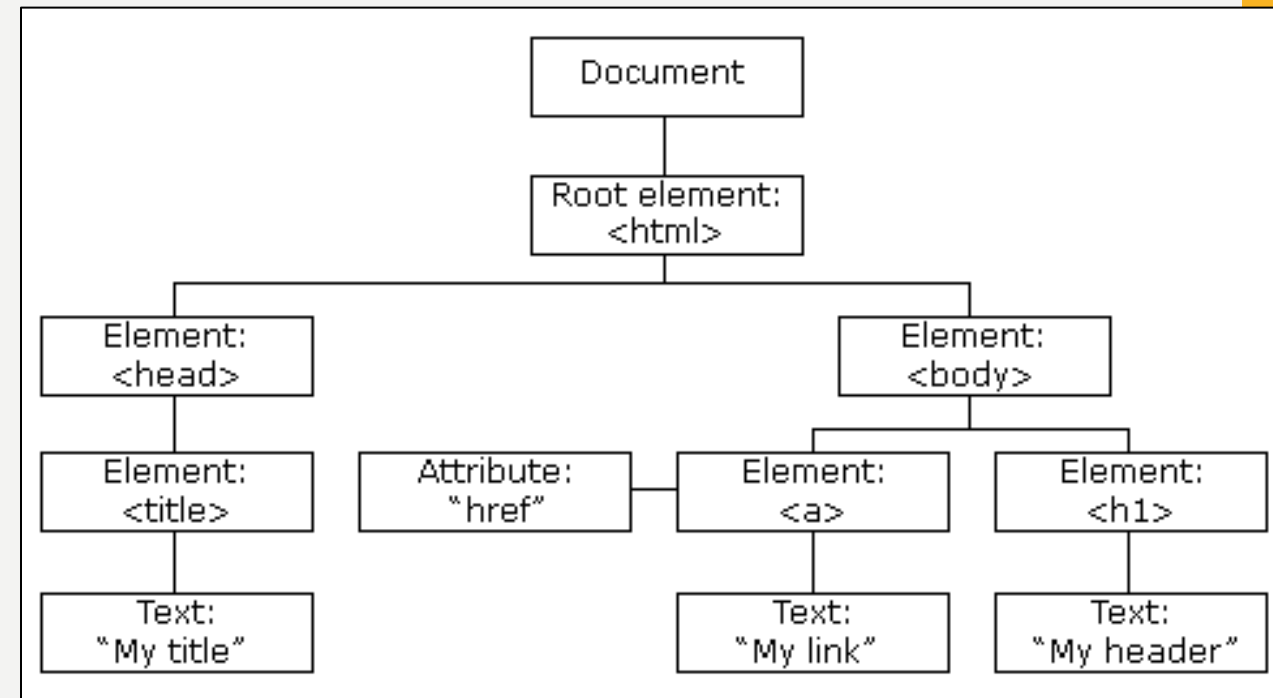 Document
Root element:
<html>
Element:
<head>
Element:
<body>
Element:
<title>
Attribute:
“href”
Element:
<a>
Element:
<h1>
Text:
“My title”
Text:
“My link”
Text:
“My header”